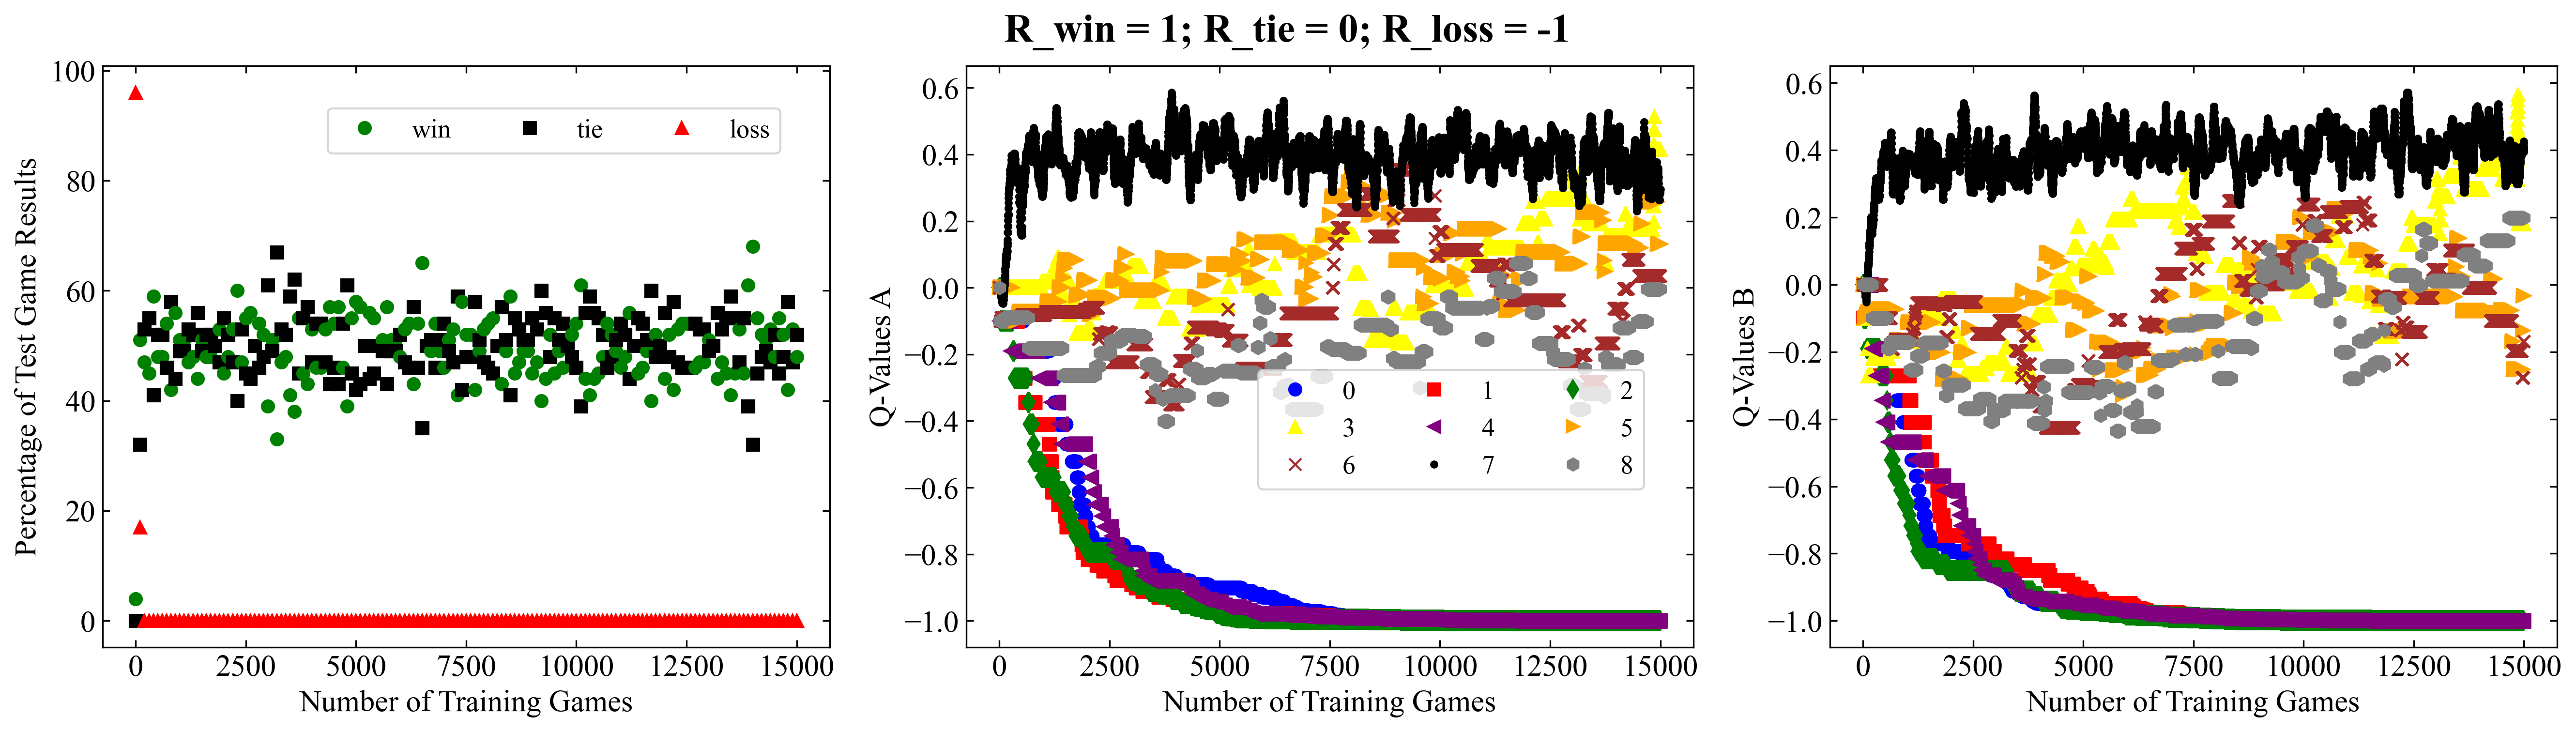 R_win = 1; R_tie = 0; R_loss = -1
Percentage of Test Game Results
100
80
60
40
20
0
win tie loss
0 2500 5000 7500 10000 12500 15000
Number of Training Games
Q-Values A
0.6
0.4
0.2
0.0
−0.2
−0.4
−0.6
−0.8
−1.0
0 1 2
3 4 5
6 7 8
0 2500 5000 7500 10000 12500 15000
Number of Training Games
Q-Values B
0.6
0.4
0.2
0.0
−0.2
−0.4
−0.6
−0.8
−1.0
0 2500 5000 7500 10000 12500 15000
Number of Training Games